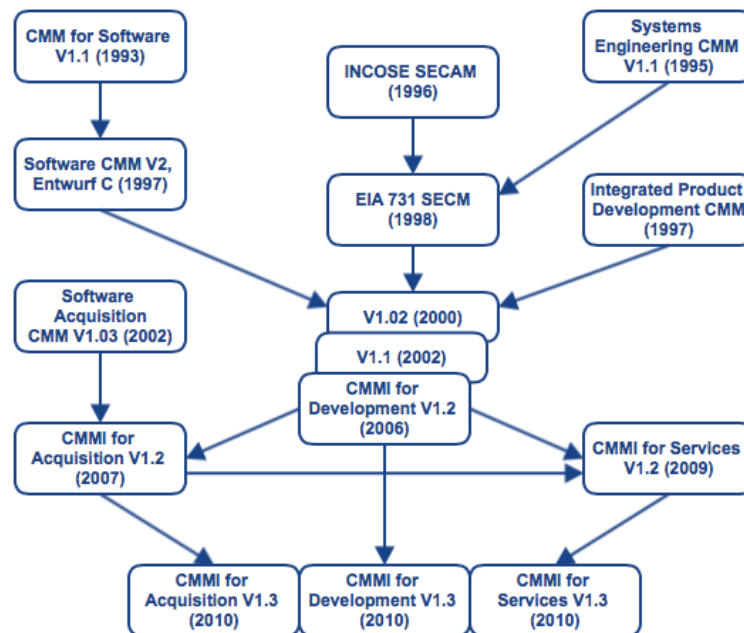 CMM for Software
V1.1 (1993)
Systems
Engineering CMM
V1.1 (1995)
INCOSE SECAM
(1996)
Software CMM V2,
Entwurf C (1997)
EIA 731 SECM
(1998)
Integrated Product
Development CMM
(1997)
Software
Acquisition
CMM V1.03 (2002)
V1.02 (2000)
V1.1 (2002)
CMMI for
Development V1.2
(2006)
CMMI for
Acquisition V1.2
(2007)
CMMI for Services
V1.2 (2009)
CMMI for
Acquisition V1.3
(2010)
CMMI for
Development V1.3
(2010)
CMMI for
Services V1.3
(2010)